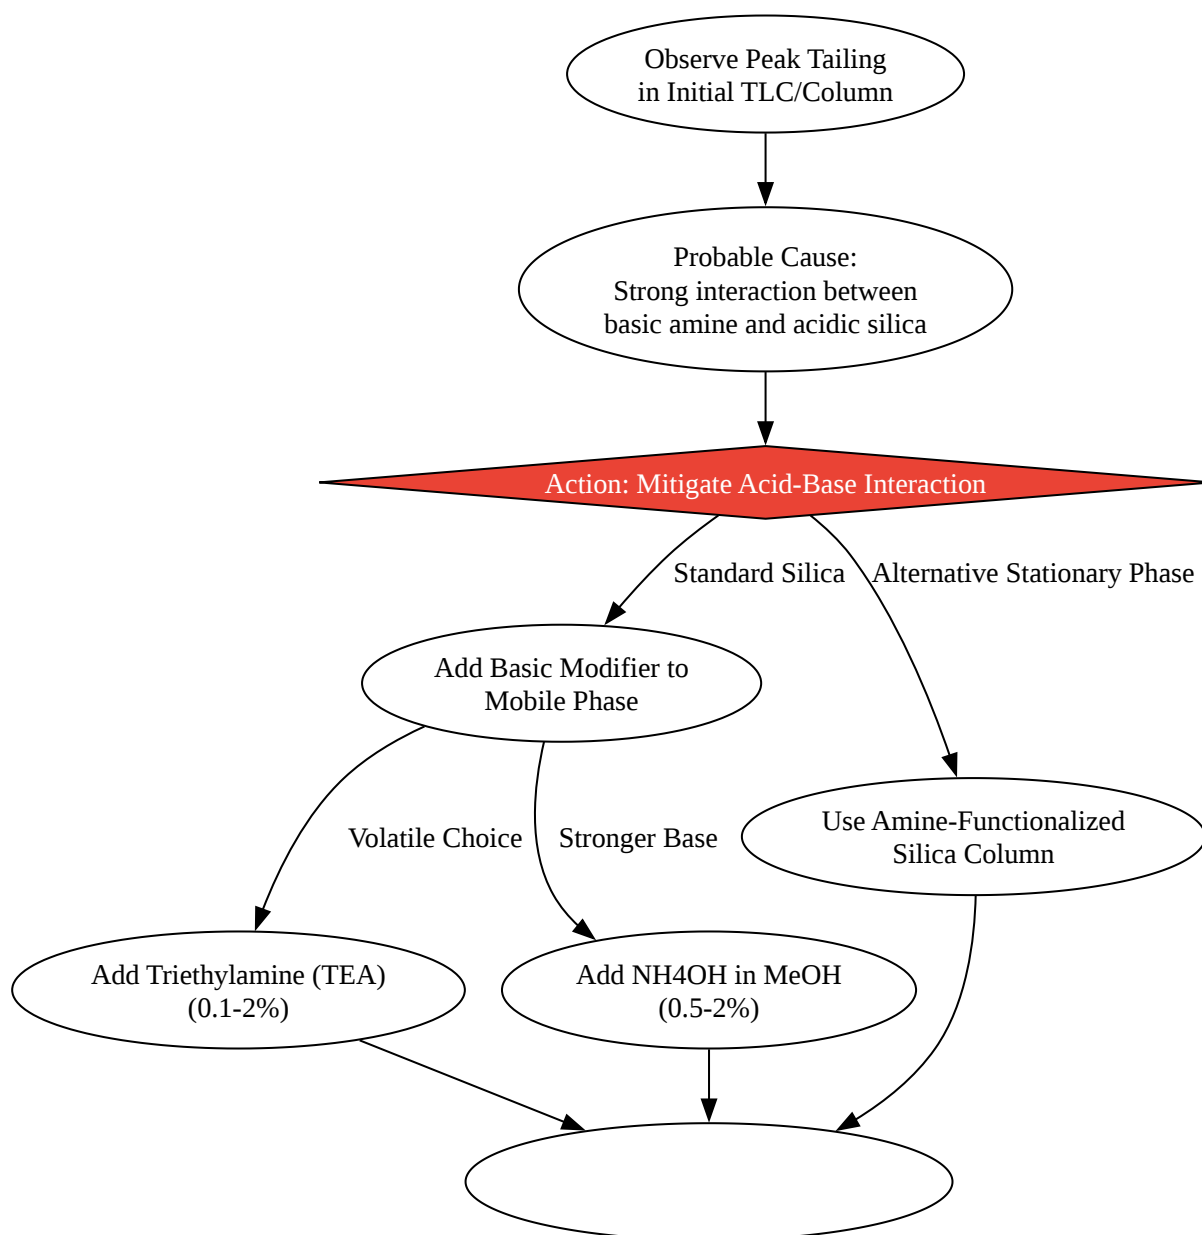 Observe Peak Tailing
in Initial TLC/Column
Probable Cause:
Strong interaction between
basic amine and acidic silica
Action: Mitigate Acid-Base Interaction
Standard Silica
Alternative Stationary Phase
Add Basic Modifier to
Mobile Phase
Use Amine-Functionalized
Silica Column
Volatile Choice
Stronger Base
Add Triethylamine (TEA)
(0.1-2%)
Add NH4OH in MeOH
(0.5-2%)